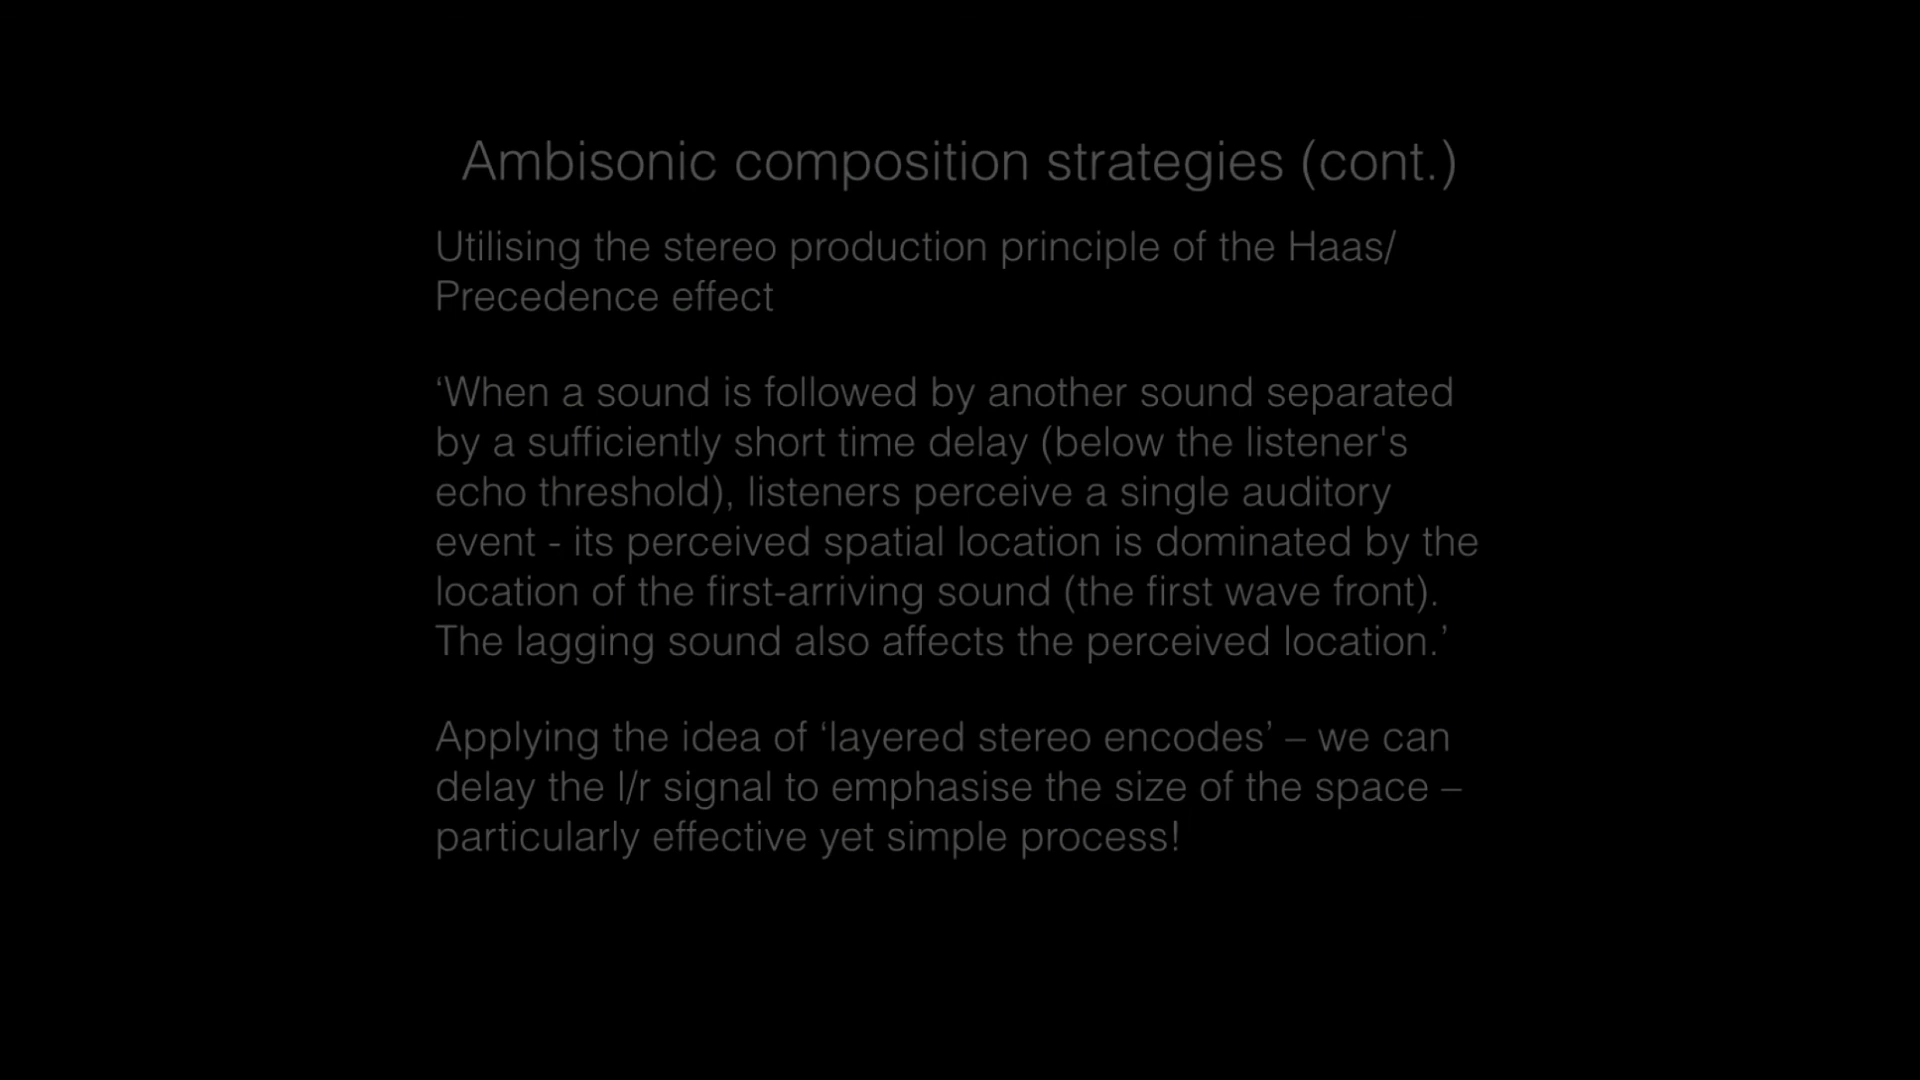 Ambisonic composition strategies (cont.)
Utilising the stereo production principle of the Haas/
Precedence effect
‘When a sound is followed by another sound separated
by a sufficiently short time delay (below the listener's
echo threshold), listeners perceive a single auditory
event - its perceived spatial location is dominated by the
location of the first-arriving sound (the first wave front).
The lagging sound also affects the perceived location.’
Applying the idea of ‘layered stereo encodes’ – we can
delay the l/r signal to emphasise the size of the space –
particularly effective yet simple process!